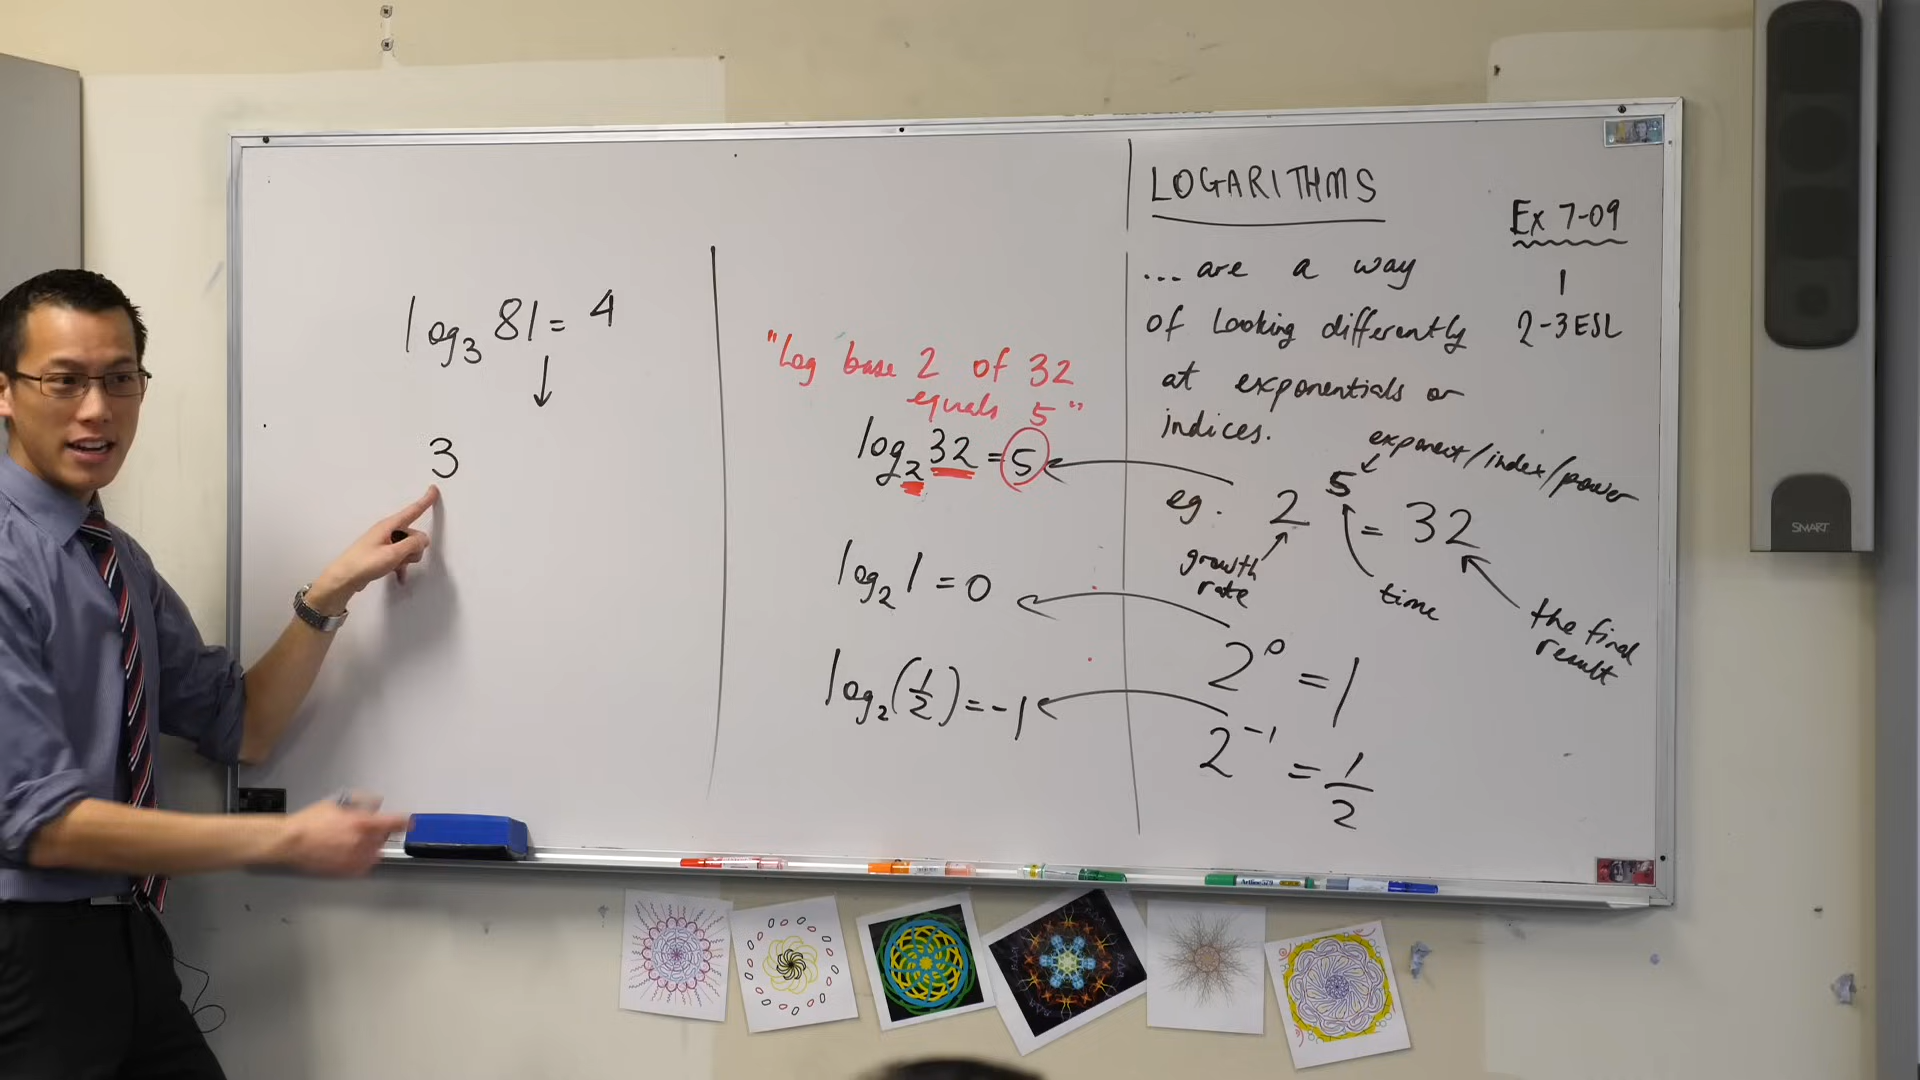 log₃ 81 = 4
↓
3
"Log base 2 of 32
equals 5"
log₂ 32 = 5
log₂ 1 = 0
log₂(1/2) = -1
LOGARITHMS
... are a way
of looking differently
at exponentials or
indices.
Ex 7-09
1
2-3 ESL
exponent/index/power
eg. 2⁵ = 32
growth
rate
time
the final
result
2⁰ = 1
2⁻¹ = 1/2
SMART